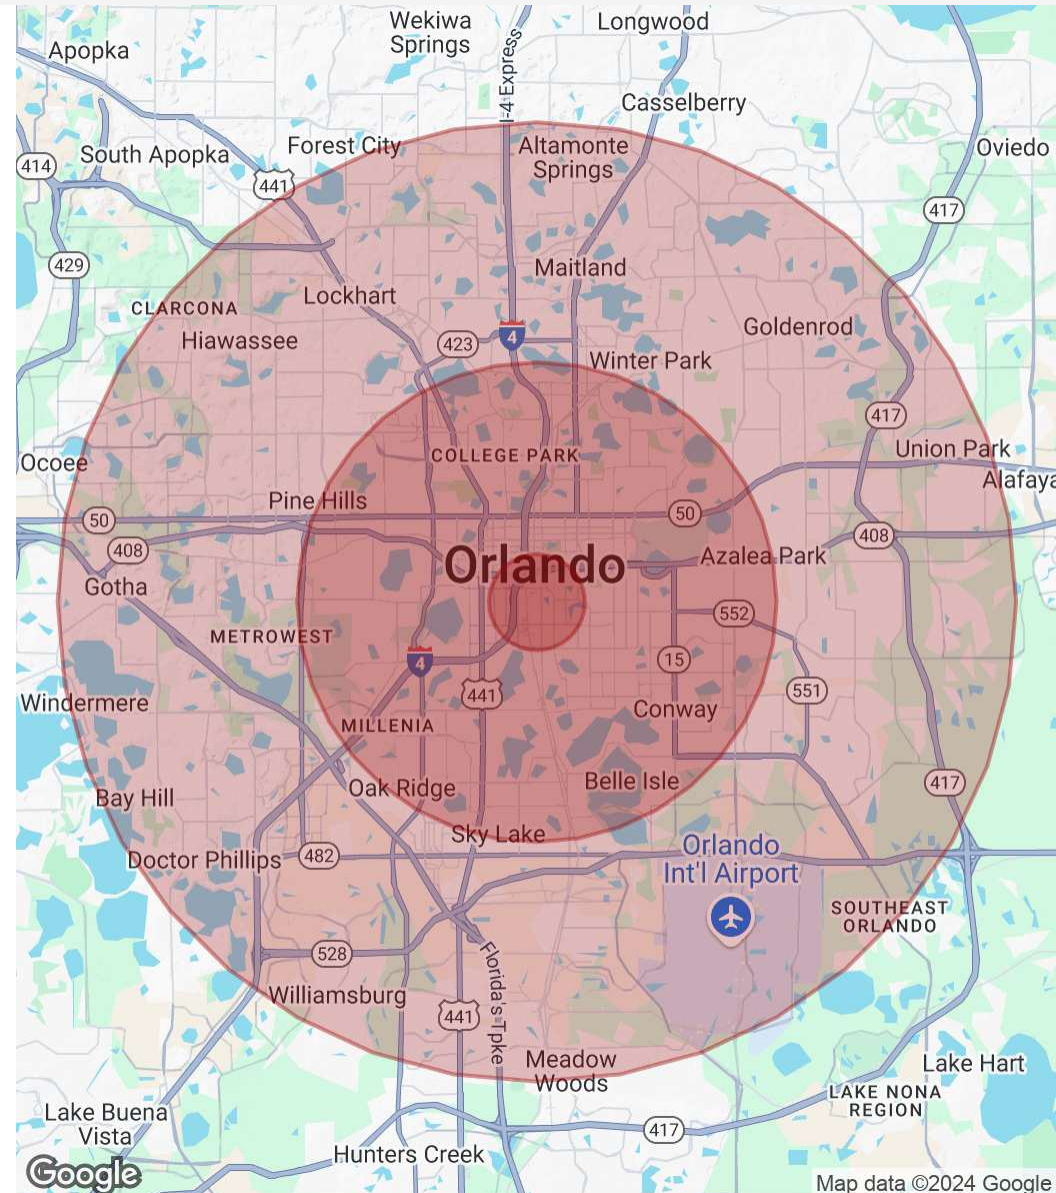 Wekiwa
Springs
Longwood
Apopka
I-4 Express
Casselberry
Forest City
Altamonte
Springs
Oviedo
South Apopka
414
441
417
429
Maitland
Lockhart
CLARCONA
Hiawassee
423
4
Goldenrod
Winter Park
417
COLLEGE PARK
Union Park
Ocoee
Alafaya
Pine Hills
50
50
408
408
Orlando
Azalea Park
Gotha
552
METROWEST
4
15
441
551
Windermere
Conway
MILLENIA
Belle Isle
417
Oak Ridge
Bay Hill
Sky Lake
Orlando
Int'l Airport
Doctor Phillips
482
SOUTHEAST
ORLANDO
528
Florida's Tpke
Williamsburg
441
Meadow
Woods
Lake Hart
LAKE NONA
REGION
Lake Buena
Vista
417
Hunters Creek
Google
Map data ©2024 Google